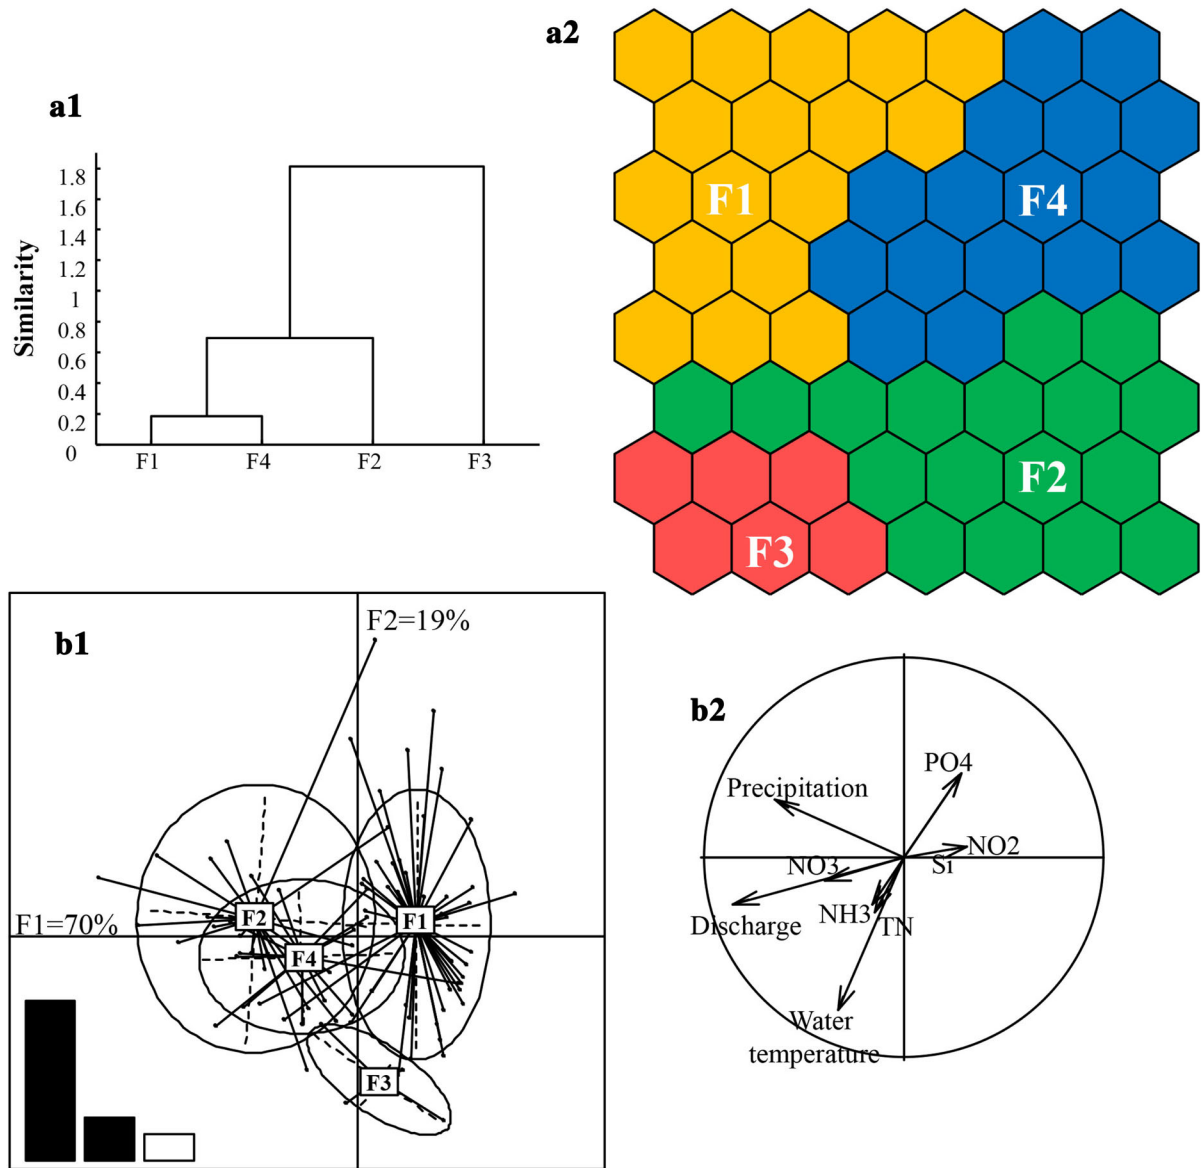 a2
a1
Similarity
1.8
1.6
1.4
1.2
1
0.8
0.6
0.4
0.2
0
F1
F4
F2
F3
F1
F4
F2
F3
b1
F2=19%
F1=70%
F2
F1
F4
F3
b2
PO4
Precipitation
NO2
NO3
Si
NH3
TN
Discharge
Water
temperature